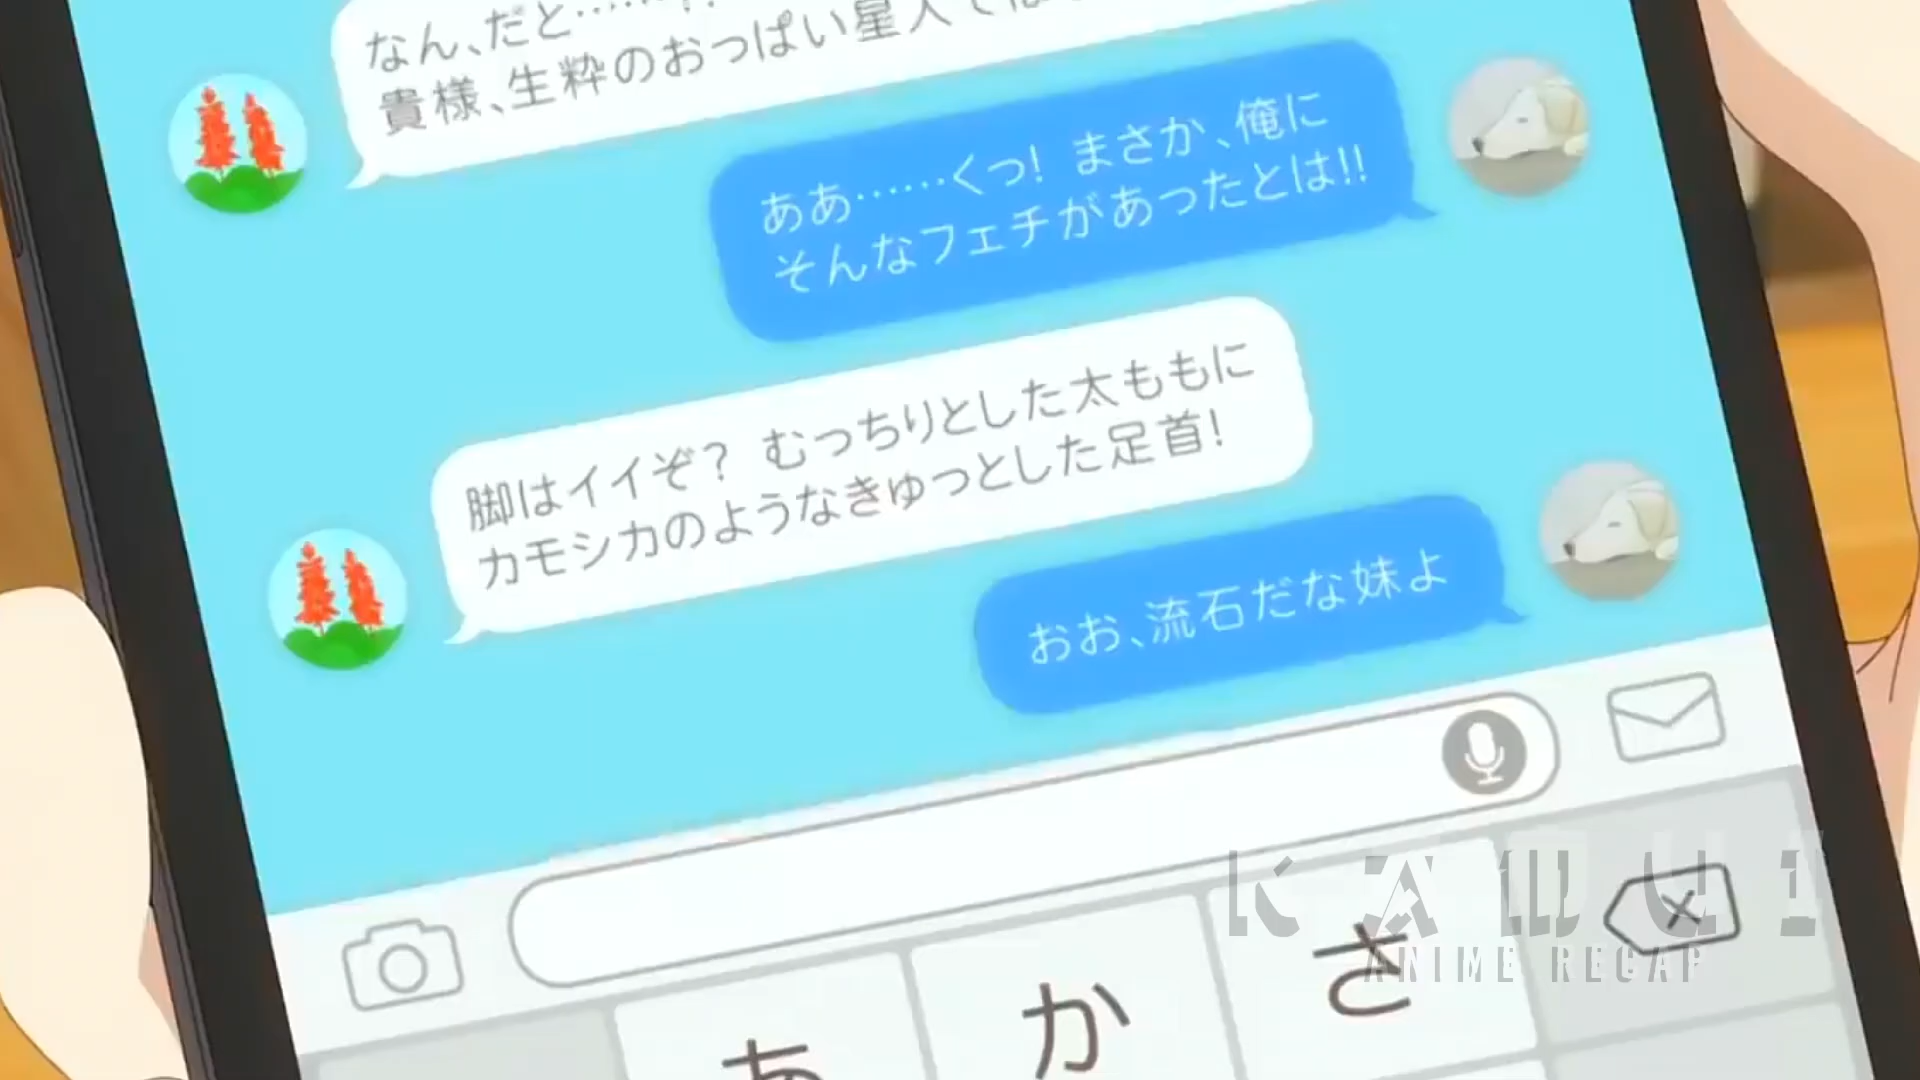 なん、だと……
貴様、生粋のおっぱい星人では
ああ……くっ! まさか、俺に
そんなフェチがあったとは!!
脚はイイぞ? むっちりとした太ももに
カモシカのようなきゅっとした足首!
おお、流石だな妹よ
あ
か
さ
KAMUI
ANIME RECAP